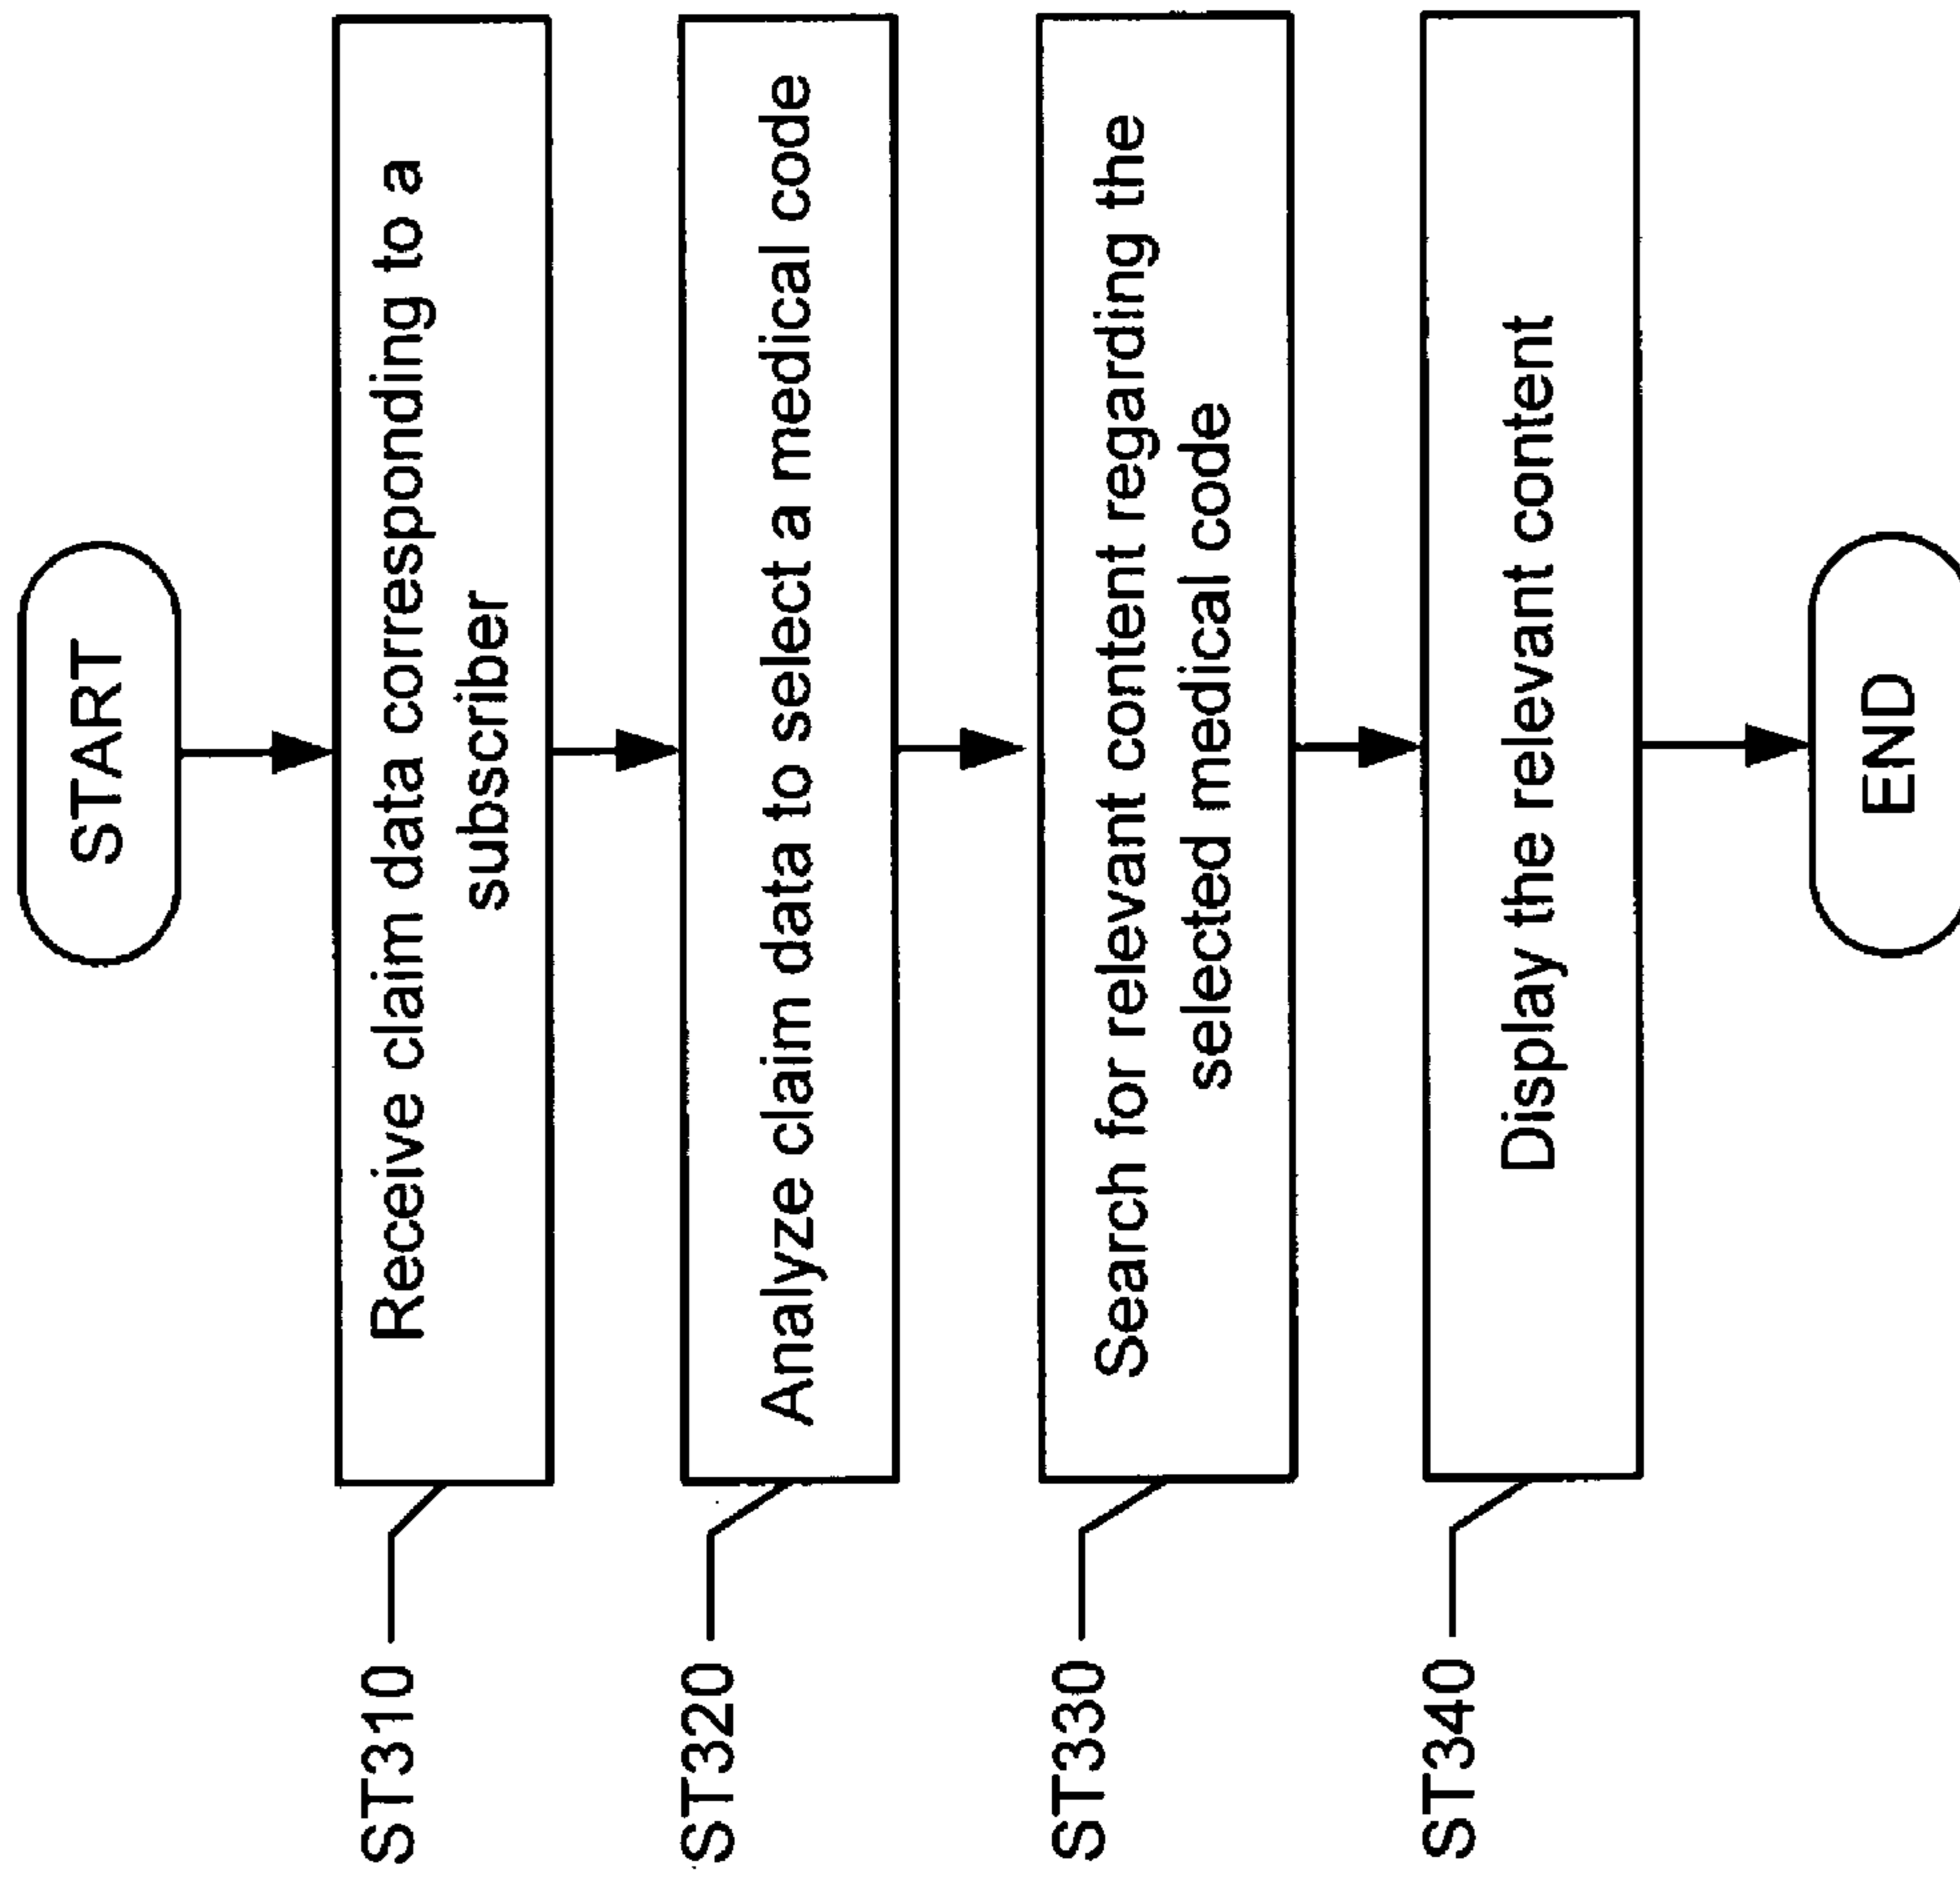 START
ST310
Receive claim data corresponding to a
subscriber
ST320
Analyze claim data to select a medical code
ST330
Search for relevant content regarding the
selected medical code
ST340
Display the relevant content
END